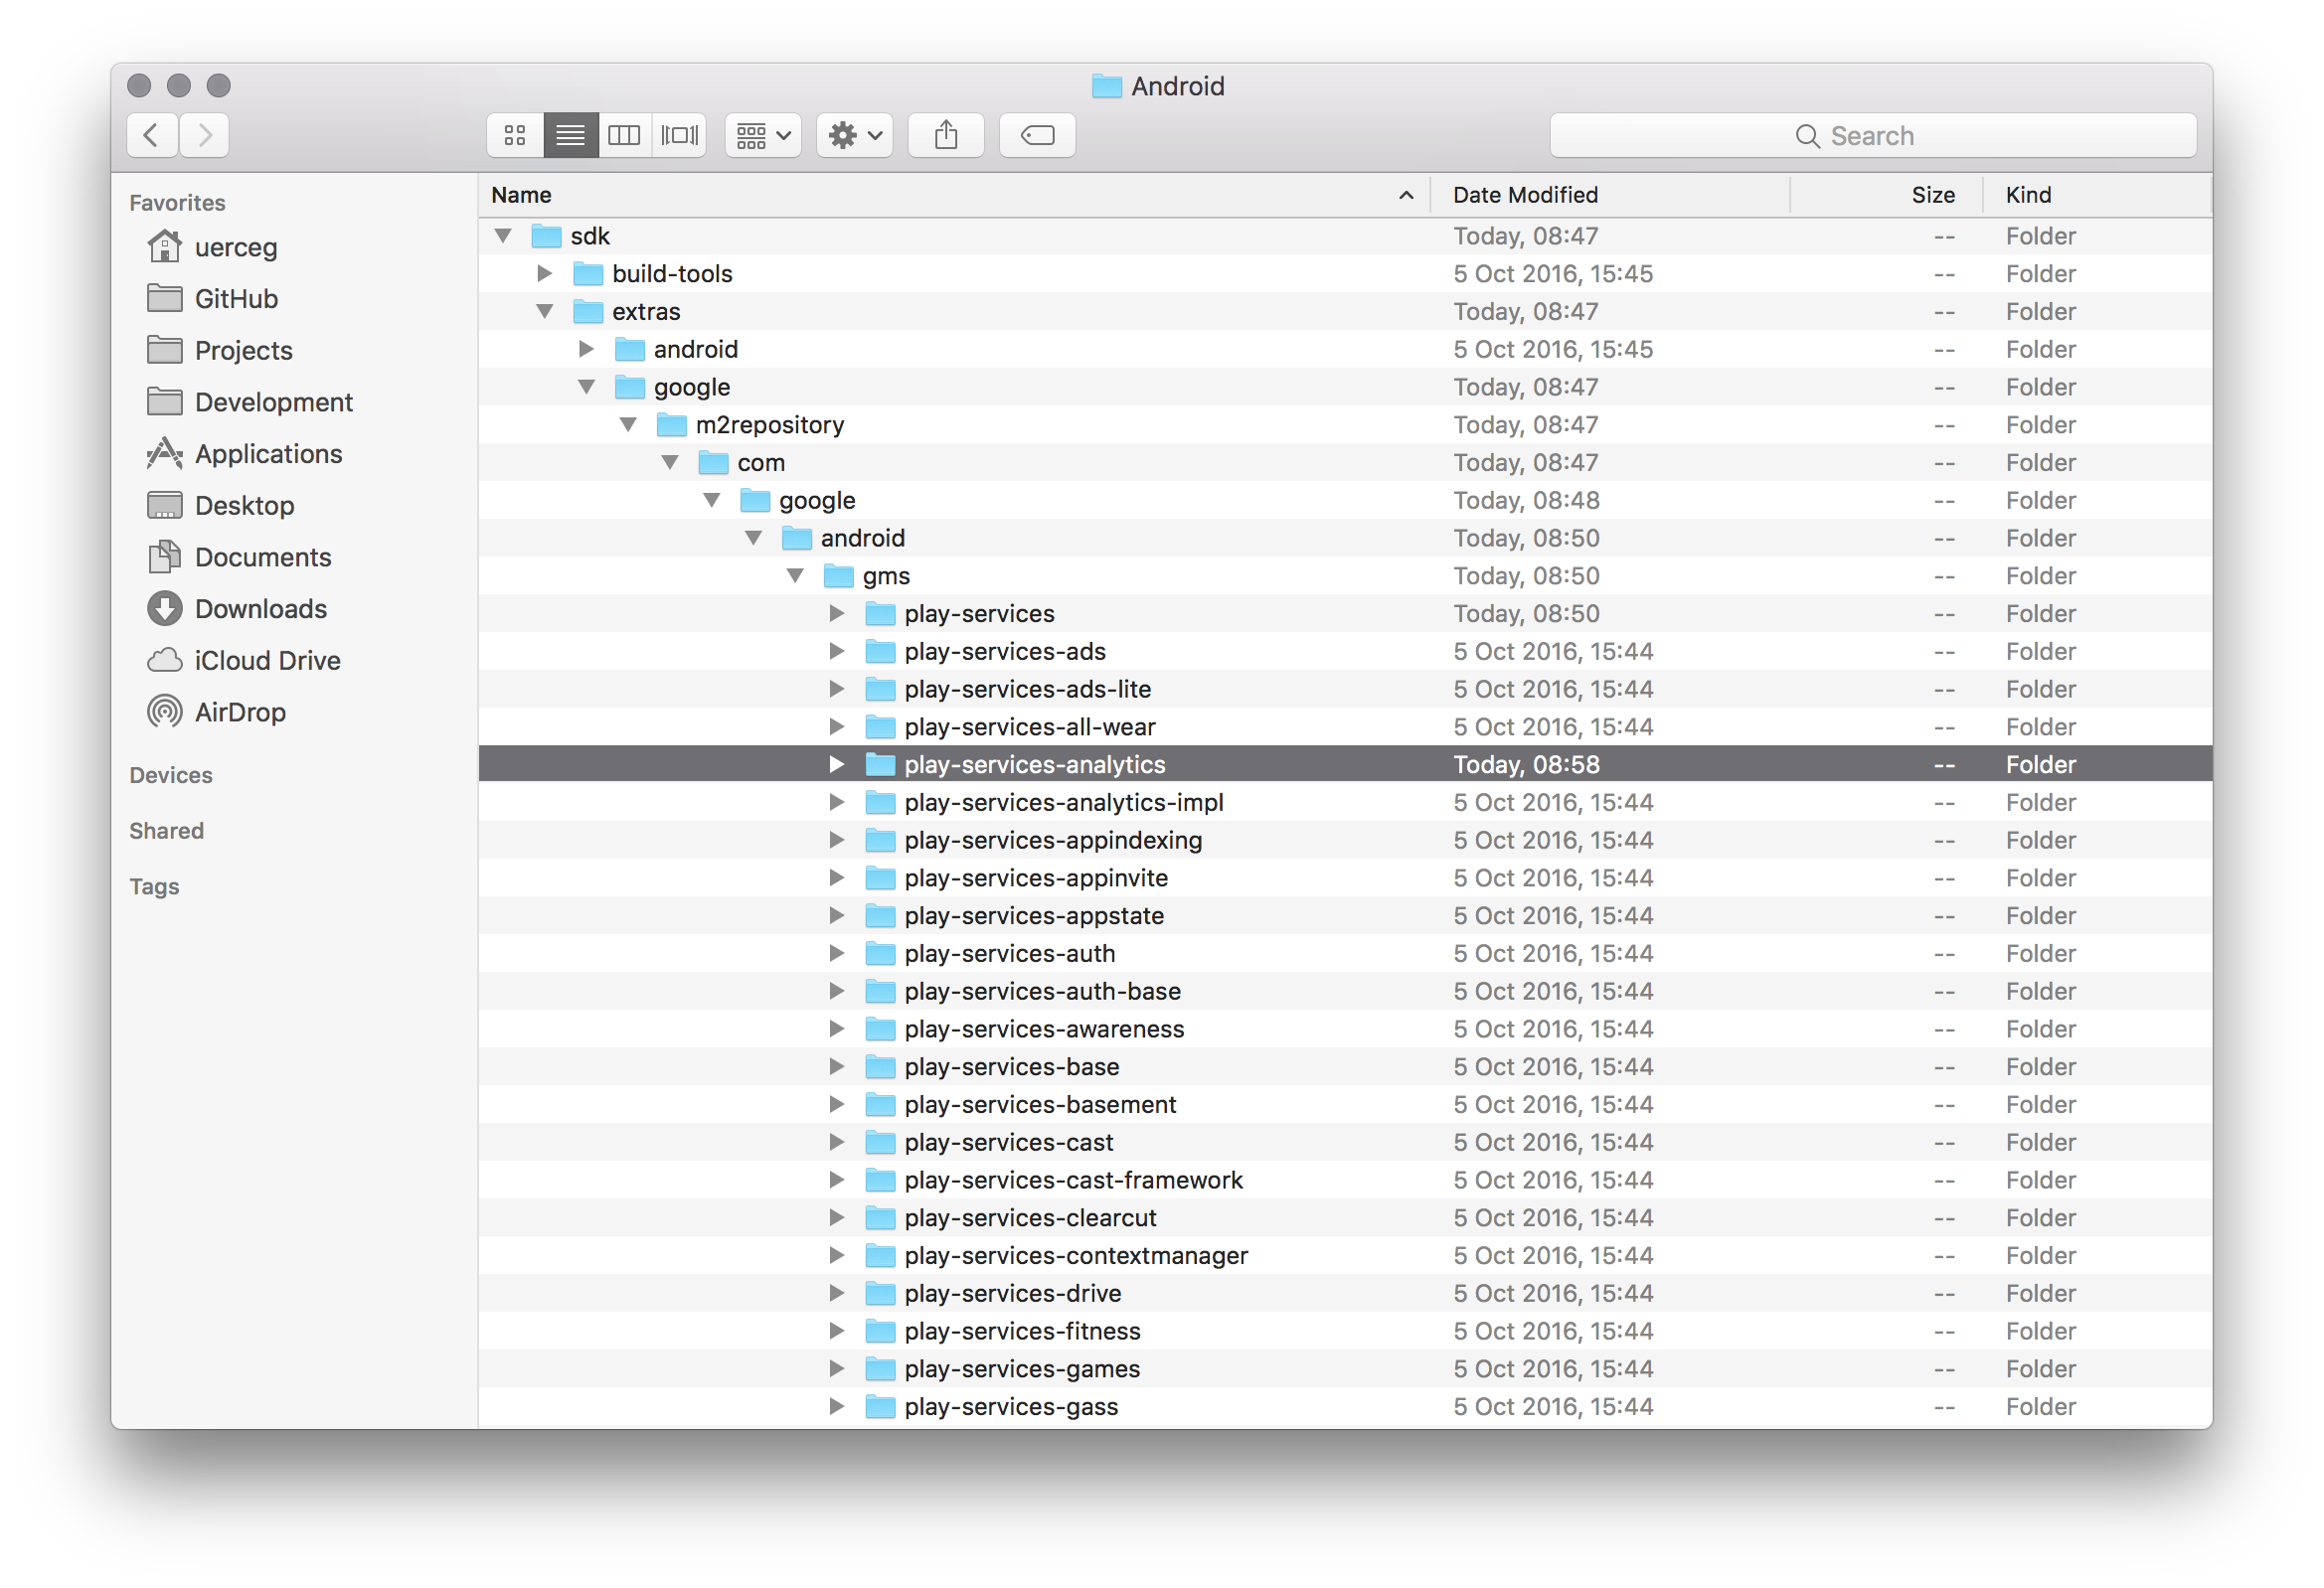 Android
Search
Favorites
uerceg
GitHub
Projects
Development
Applications
Desktop
Documents
Downloads
iCloud Drive
AirDrop
Devices
Shared
Tags
Name Date Modified Size Kind
sdk Today, 08:47 -- Folder
build-tools 5 Oct 2016, 15:45 -- Folder
extras Today, 08:47 -- Folder
android 5 Oct 2016, 15:45 -- Folder
google Today, 08:47 -- Folder
m2repository Today, 08:47 -- Folder
com Today, 08:47 -- Folder
google Today, 08:48 -- Folder
android Today, 08:50 -- Folder
gms Today, 08:50 -- Folder
play-services Today, 08:50 -- Folder
play-services-ads 5 Oct 2016, 15:44 -- Folder
play-services-ads-lite 5 Oct 2016, 15:44 -- Folder
play-services-all-wear 5 Oct 2016, 15:44 -- Folder
play-services-analytics Today, 08:58 -- Folder
play-services-analytics-impl 5 Oct 2016, 15:44 -- Folder
play-services-appindexing 5 Oct 2016, 15:44 -- Folder
play-services-appinvite 5 Oct 2016, 15:44 -- Folder
play-services-appstate 5 Oct 2016, 15:44 -- Folder
play-services-auth 5 Oct 2016, 15:44 -- Folder
play-services-auth-base 5 Oct 2016, 15:44 -- Folder
play-services-awareness 5 Oct 2016, 15:44 -- Folder
play-services-base 5 Oct 2016, 15:44 -- Folder
play-services-basement 5 Oct 2016, 15:44 -- Folder
play-services-cast 5 Oct 2016, 15:44 -- Folder
play-services-cast-framework 5 Oct 2016, 15:44 -- Folder
play-services-clearcut 5 Oct 2016, 15:44 -- Folder
play-services-contextmanager 5 Oct 2016, 15:44 -- Folder
play-services-drive 5 Oct 2016, 15:44 -- Folder
play-services-fitness 5 Oct 2016, 15:44 -- Folder
play-services-games 5 Oct 2016, 15:44 -- Folder
play-services-gass 5 Oct 2016, 15:44 -- Folder